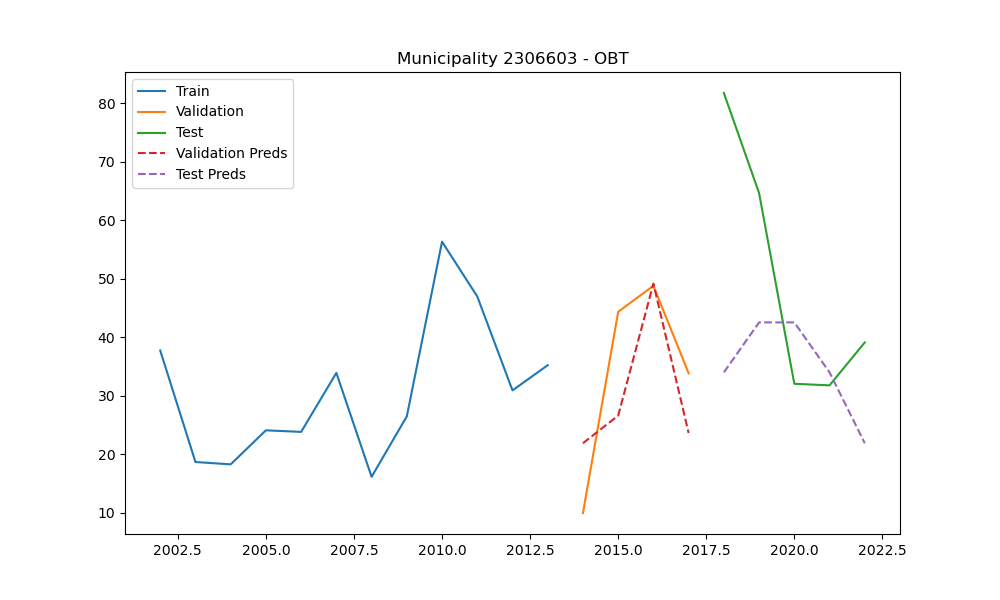 Municipality 2306603 - OBT
Train
Validation
Test
Validation Preds
Test Preds
80
70
60
50
40
30
20
10
2002.5 2005.0 2007.5 2010.0 2012.5 2015.0 2017.5 2020.0 2022.5